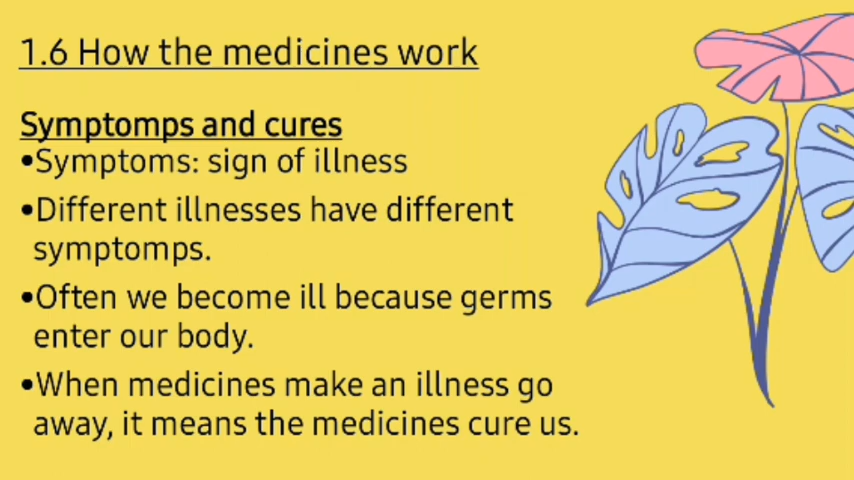 1.6 How the medicines work
Symptomps and cures
•Symptoms: sign of illness
•Different illnesses have different
symptomps.
•Often we become ill because germs
enter our body.
•When medicines make an illness go
away, it means the medicines cure us.